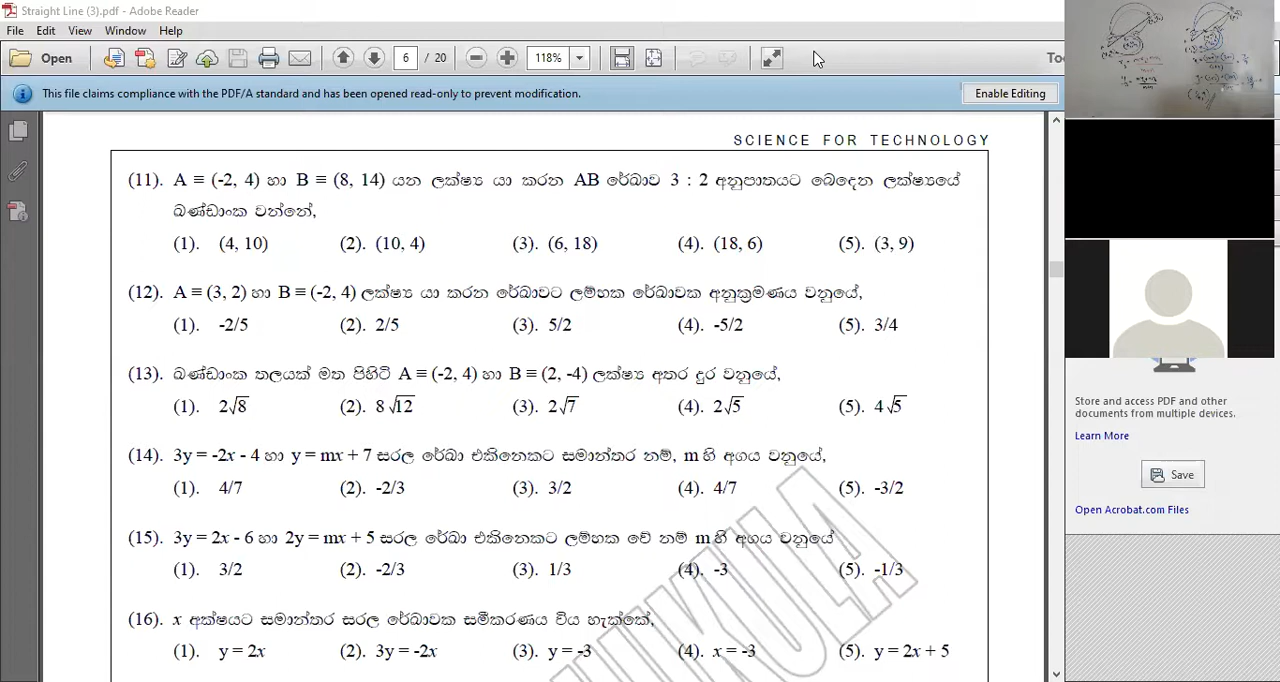 Straight Line (3).pdf - Adobe Reader
File Edit View Window Help
Open 6 / 20 118%
This file claims compliance with the PDF/A standard and has been opened read-only to prevent modification. Enable Editing
SCIENCE FOR TECHNOLOGY
(11). A ≡ (-2, 4) හා B ≡ (8, 14) යන ලක්ෂ්‍ය යා කරන AB රේඛාව 3 : 2 අනුපාතයට බෙදෙන ලක්ෂ්‍යයේ
ඛණ්ඩාංක වන්නේ,
(1). (4, 10) (2). (10, 4) (3). (6, 18) (4). (18, 6) (5). (3, 9)
(12). A ≡ (3, 2) හා B ≡ (-2, 4) ලක්ෂ්‍ය යා කරන රේඛාවට ලම්භක රේඛාවක අනුක්‍රමණය වනුයේ,
(1). -2/5 (2). 2/5 (3). 5/2 (4). -5/2 (5). 3/4
(13). ඛණ්ඩාංක තලයක් මත පිහිටි A ≡ (-2, 4) හා B ≡ (2, -4) ලක්ෂ්‍ය අතර දුර වනුයේ,
(1). 2√8 (2). 8√12 (3). 2√7 (4). 2√5 (5). 4√5
(14). 3y = -2x - 4 හා y = mx + 7 සරල රේඛා එකිනෙකට සමාන්තර නම්, m හි අගය වනුයේ,
(1). 4/7 (2). -2/3 (3). 3/2 (4). 4/7 (5). -3/2
(15). 3y = 2x - 6 හා 2y = mx + 5 සරල රේඛා එකිනෙකට ලම්භක වේ නම් m හි අගය වනුයේ
(1). 3/2 (2). -2/3 (3). 1/3 (4). -3 (5). -1/3
(16). x අක්ෂයට සමාන්තර සරල රේඛාවක සමීකරණය විය හැක්කේ,
(1). y = 2x (2). 3y = -2x (3). y = -3 (4). x = -3 (5). y = 2x + 5
Store and access PDF and other
documents from multiple devices.
Learn More
Save
Open Acrobat.com Files